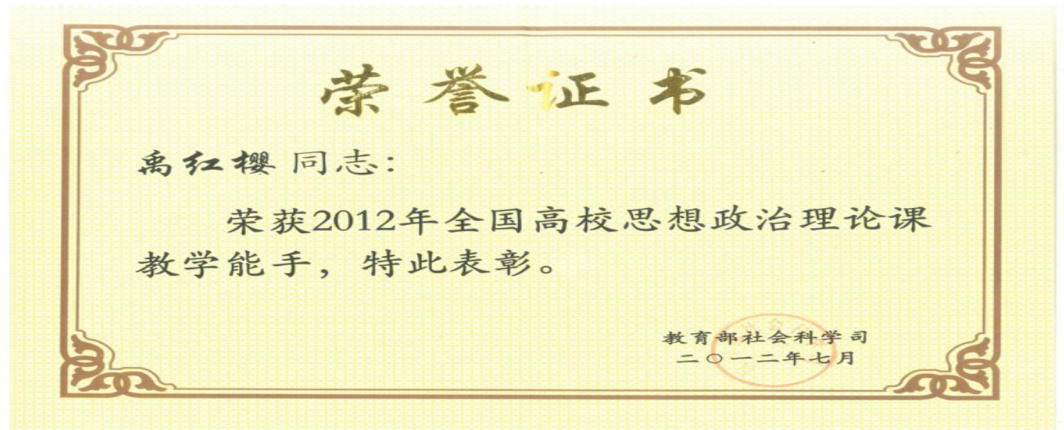 荣誉证书
禹红樱 同志：
荣获2012年全国高校思想政治理论课
教学能手，特此表彰。
教育部社会科学司
二〇一二年七月